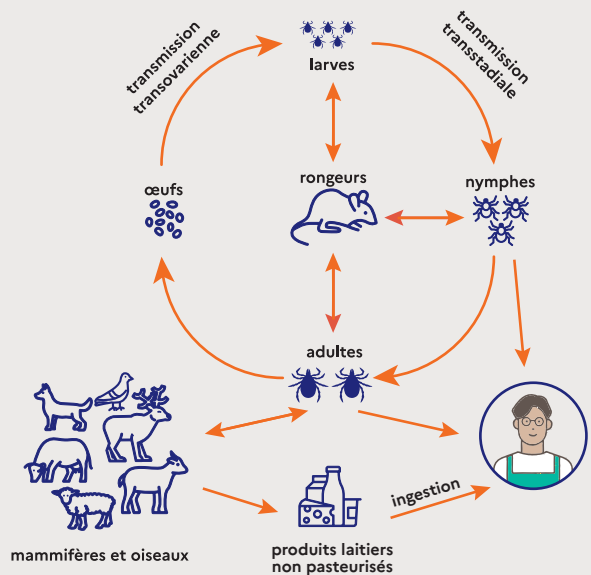 transmission
transovarienne
larves
transmission
transstadiale
œufs
rongeurs
nymphes
adultes
mammifères et oiseaux
produits laitiers
non pasteurisés
ingestion